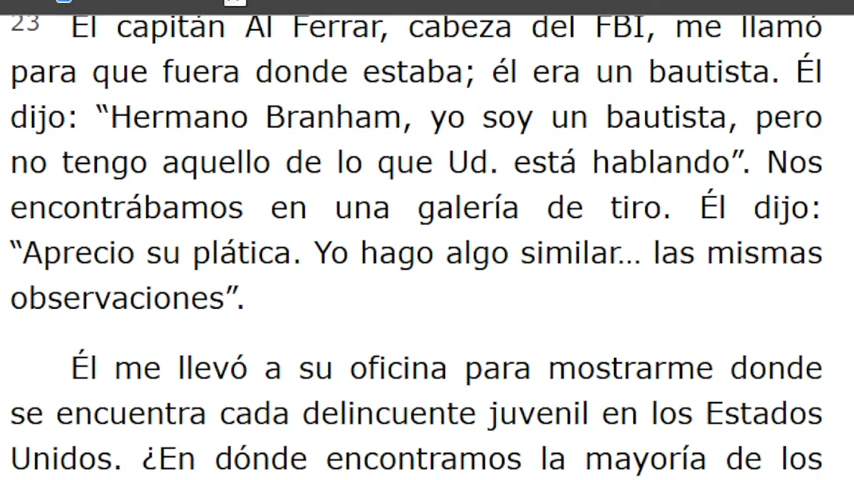 23 El capitán Al Ferrar, cabeza del FBI, me llamó
para que fuera donde estaba; él era un bautista. Él
dijo: “Hermano Branham, yo soy un bautista, pero
no tengo aquello de lo que Ud. está hablando”. Nos
encontrábamos en una galería de tiro. Él dijo:
“Aprecio su plática. Yo hago algo similar… las mismas
observaciones”.
Él me llevó a su oficina para mostrarme donde
se encuentra cada delincuente juvenil en los Estados
Unidos. ¿En dónde encontramos la mayoría de los